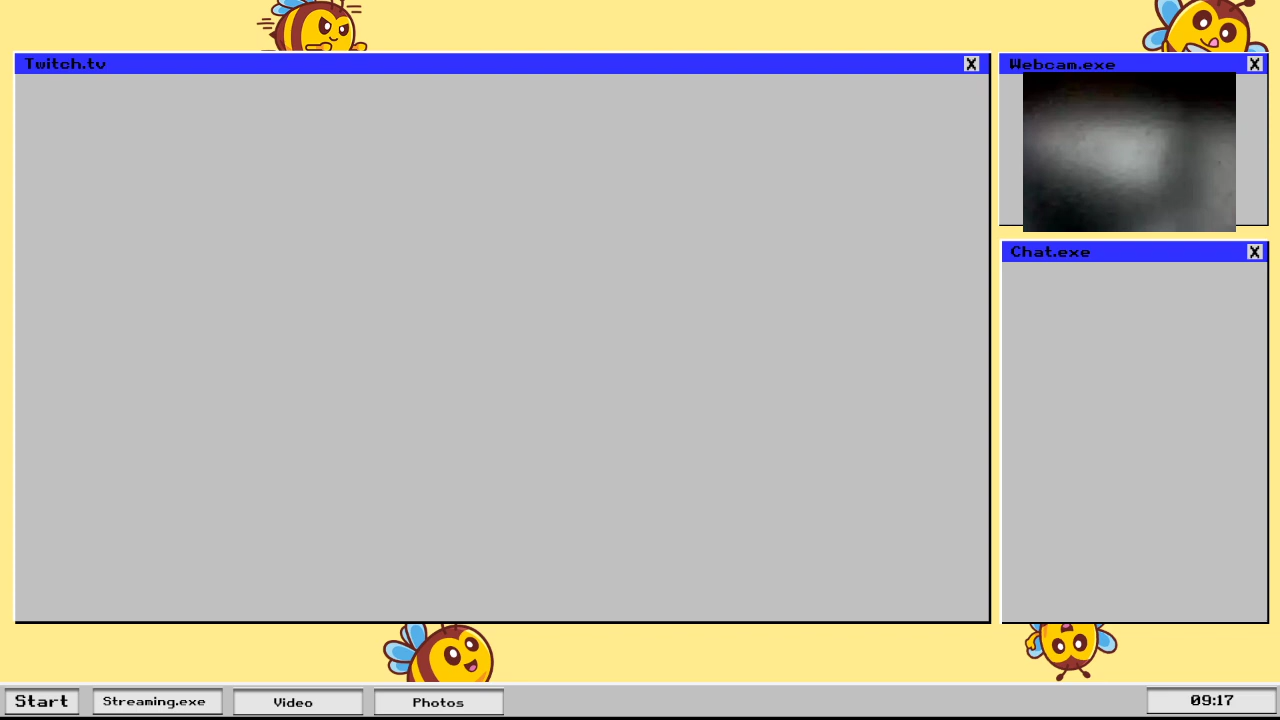 Twitch.tv X
Webcam.exe X
Chat.exe X
Start Streaming.exe Video Photos 09:17